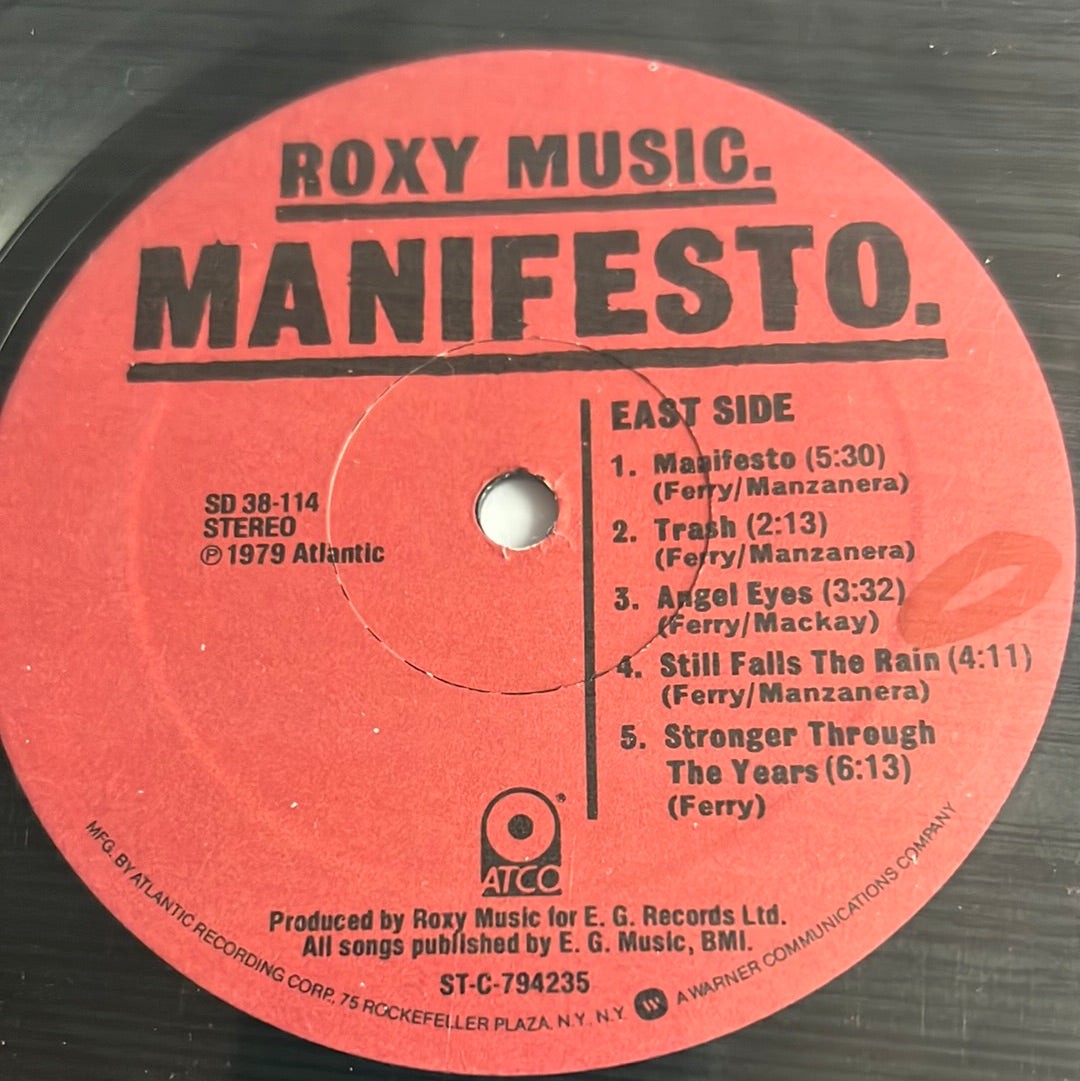 ROXY MUSIC.
MANIFESTO.
EAST SIDE
1. Manifesto (5:30)
(Ferry/Manzanera)
2. Trash (2:13)
(Ferry/Manzanera)
3. Angel Eyes (3:32)
(Ferry/Mackay)
4. Still Falls The Rain (4:11)
(Ferry/Manzanera)
5. Stronger Through
The Years (6:13)
(Ferry)
SD 38-114
STEREO
℗ 1979 Atlantic
ATCO®
Produced by Roxy Music for E. G. Records Ltd.
All songs published by E. G. Music, BMI.
ST-C-794235
MFG. BY ATLANTIC RECORDING CORP., 75 ROCKEFELLER PLAZA, N.Y., N.Y. A WARNER COMMUNICATIONS COMPANY